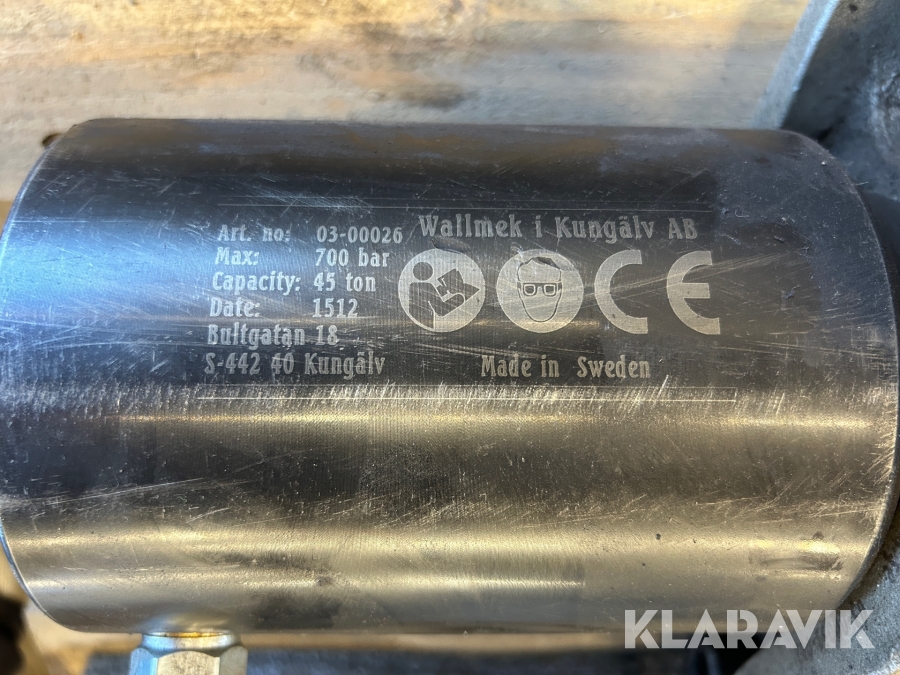 Art. no: 03-00026
Max: 700 bar
Capacity: 45 ton
Date: 1512
Bultgatan 18
S-442 40 Kungälv
Wallmek i Kungälv AB
CE
Made in Sweden
KLARAVIK